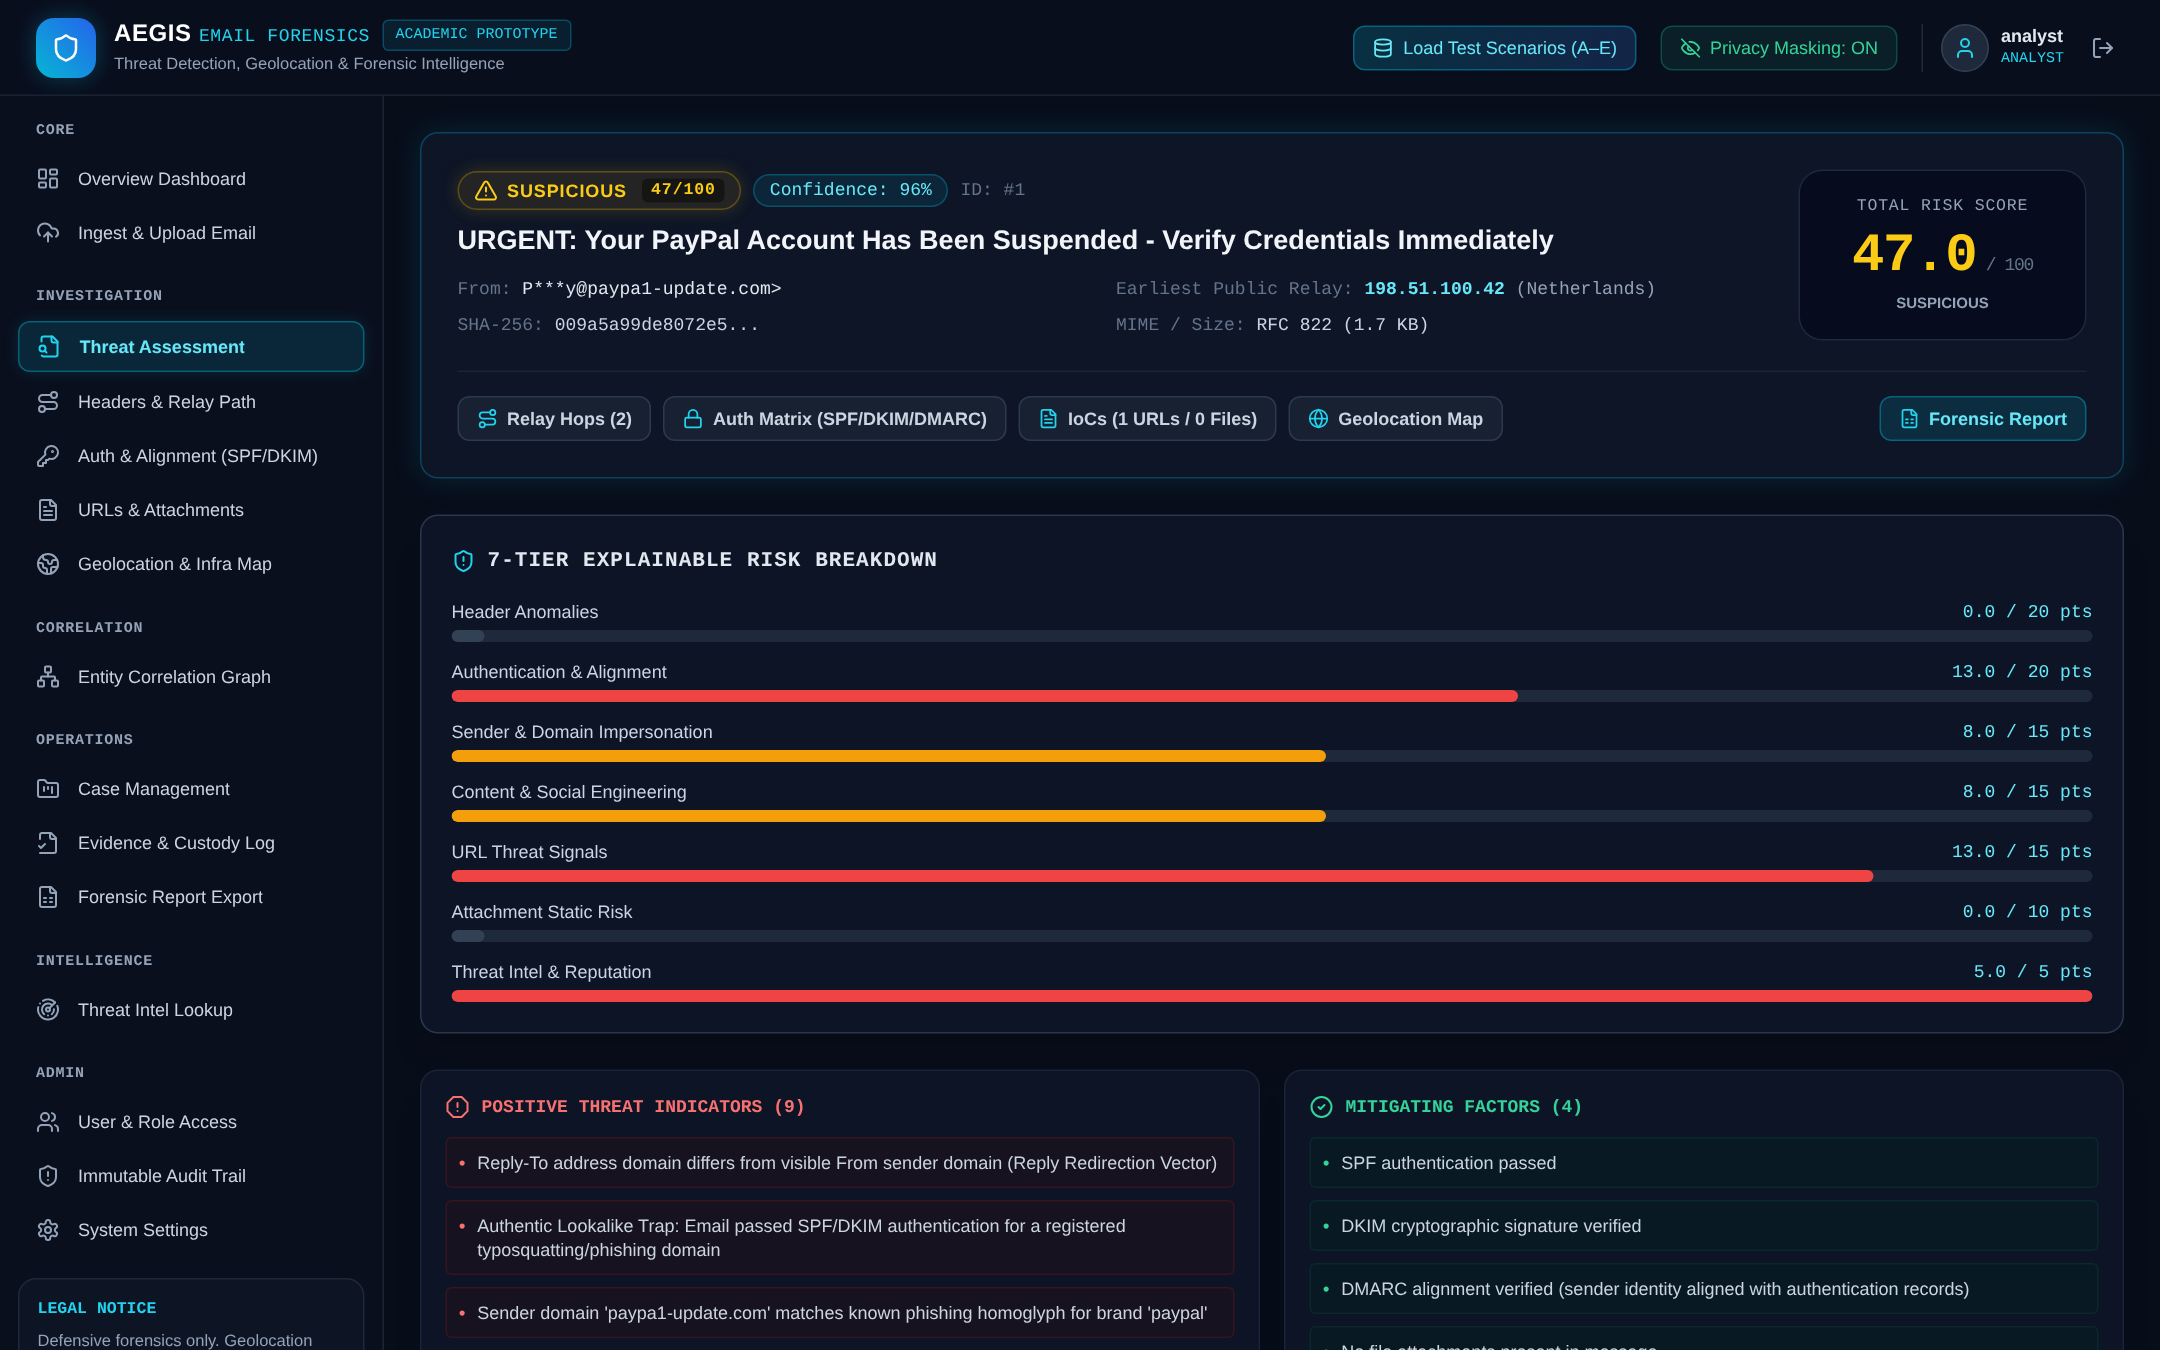 AEGIS EMAIL FORENSICS ACADEMIC PROTOTYPE
Threat Detection, Geolocation & Forensic Intelligence
Load Test Scenarios (A–E)
Privacy Masking: ON
analyst
ANALYST
CORE
Overview Dashboard
Ingest & Upload Email
INVESTIGATION
Threat Assessment
Headers & Relay Path
Auth & Alignment (SPF/DKIM)
URLs & Attachments
Geolocation & Infra Map
CORRELATION
Entity Correlation Graph
OPERATIONS
Case Management
Evidence & Custody Log
Forensic Report Export
INTELLIGENCE
Threat Intel Lookup
ADMIN
User & Role Access
Immutable Audit Trail
System Settings
LEGAL NOTICE
Defensive forensics only. Geolocation
SUSPICIOUS 47/100 Confidence: 96% ID: #1
URGENT: Your PayPal Account Has Been Suspended - Verify Credentials Immediately
From: P***y@paypa1-update.com>
Earliest Public Relay: 198.51.100.42 (Netherlands)
SHA-256: 009a5a99de8072e5...
MIME / Size: RFC 822 (1.7 KB)
TOTAL RISK SCORE
47.0 / 100
SUSPICIOUS
Relay Hops (2)
Auth Matrix (SPF/DKIM/DMARC)
IoCs (1 URLs / 0 Files)
Geolocation Map
Forensic Report
7-TIER EXPLAINABLE RISK BREAKDOWN
Header Anomalies 0.0 / 20 pts
Authentication & Alignment 13.0 / 20 pts
Sender & Domain Impersonation 8.0 / 15 pts
Content & Social Engineering 8.0 / 15 pts
URL Threat Signals 13.0 / 15 pts
Attachment Static Risk 0.0 / 10 pts
Threat Intel & Reputation 5.0 / 5 pts
POSITIVE THREAT INDICATORS (9)
• Reply-To address domain differs from visible From sender domain (Reply Redirection Vector)
• Authentic Lookalike Trap: Email passed SPF/DKIM authentication for a registered
typosquatting/phishing domain
• Sender domain 'paypa1-update.com' matches known phishing homoglyph for brand 'paypal'
MITIGATING FACTORS (4)
• SPF authentication passed
• DKIM cryptographic signature verified
• DMARC alignment verified (sender identity aligned with authentication records)
No file attachments present in message